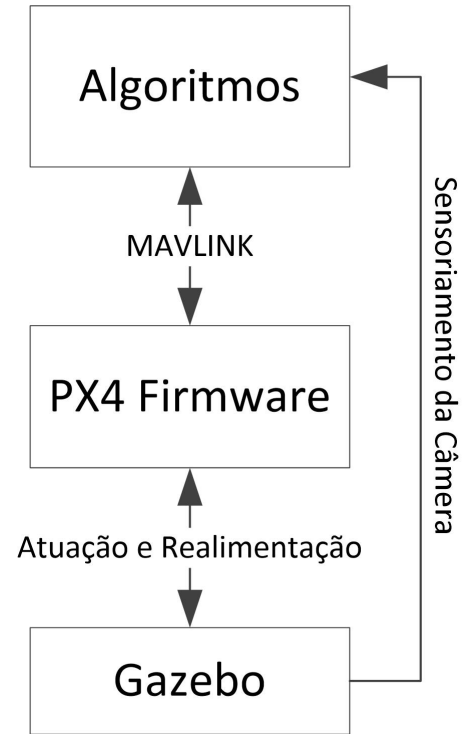 Algoritmos
MAVLINK
PX4 Firmware
Atuação e Realimentação
Gazebo
Sensoriamento da Câmera